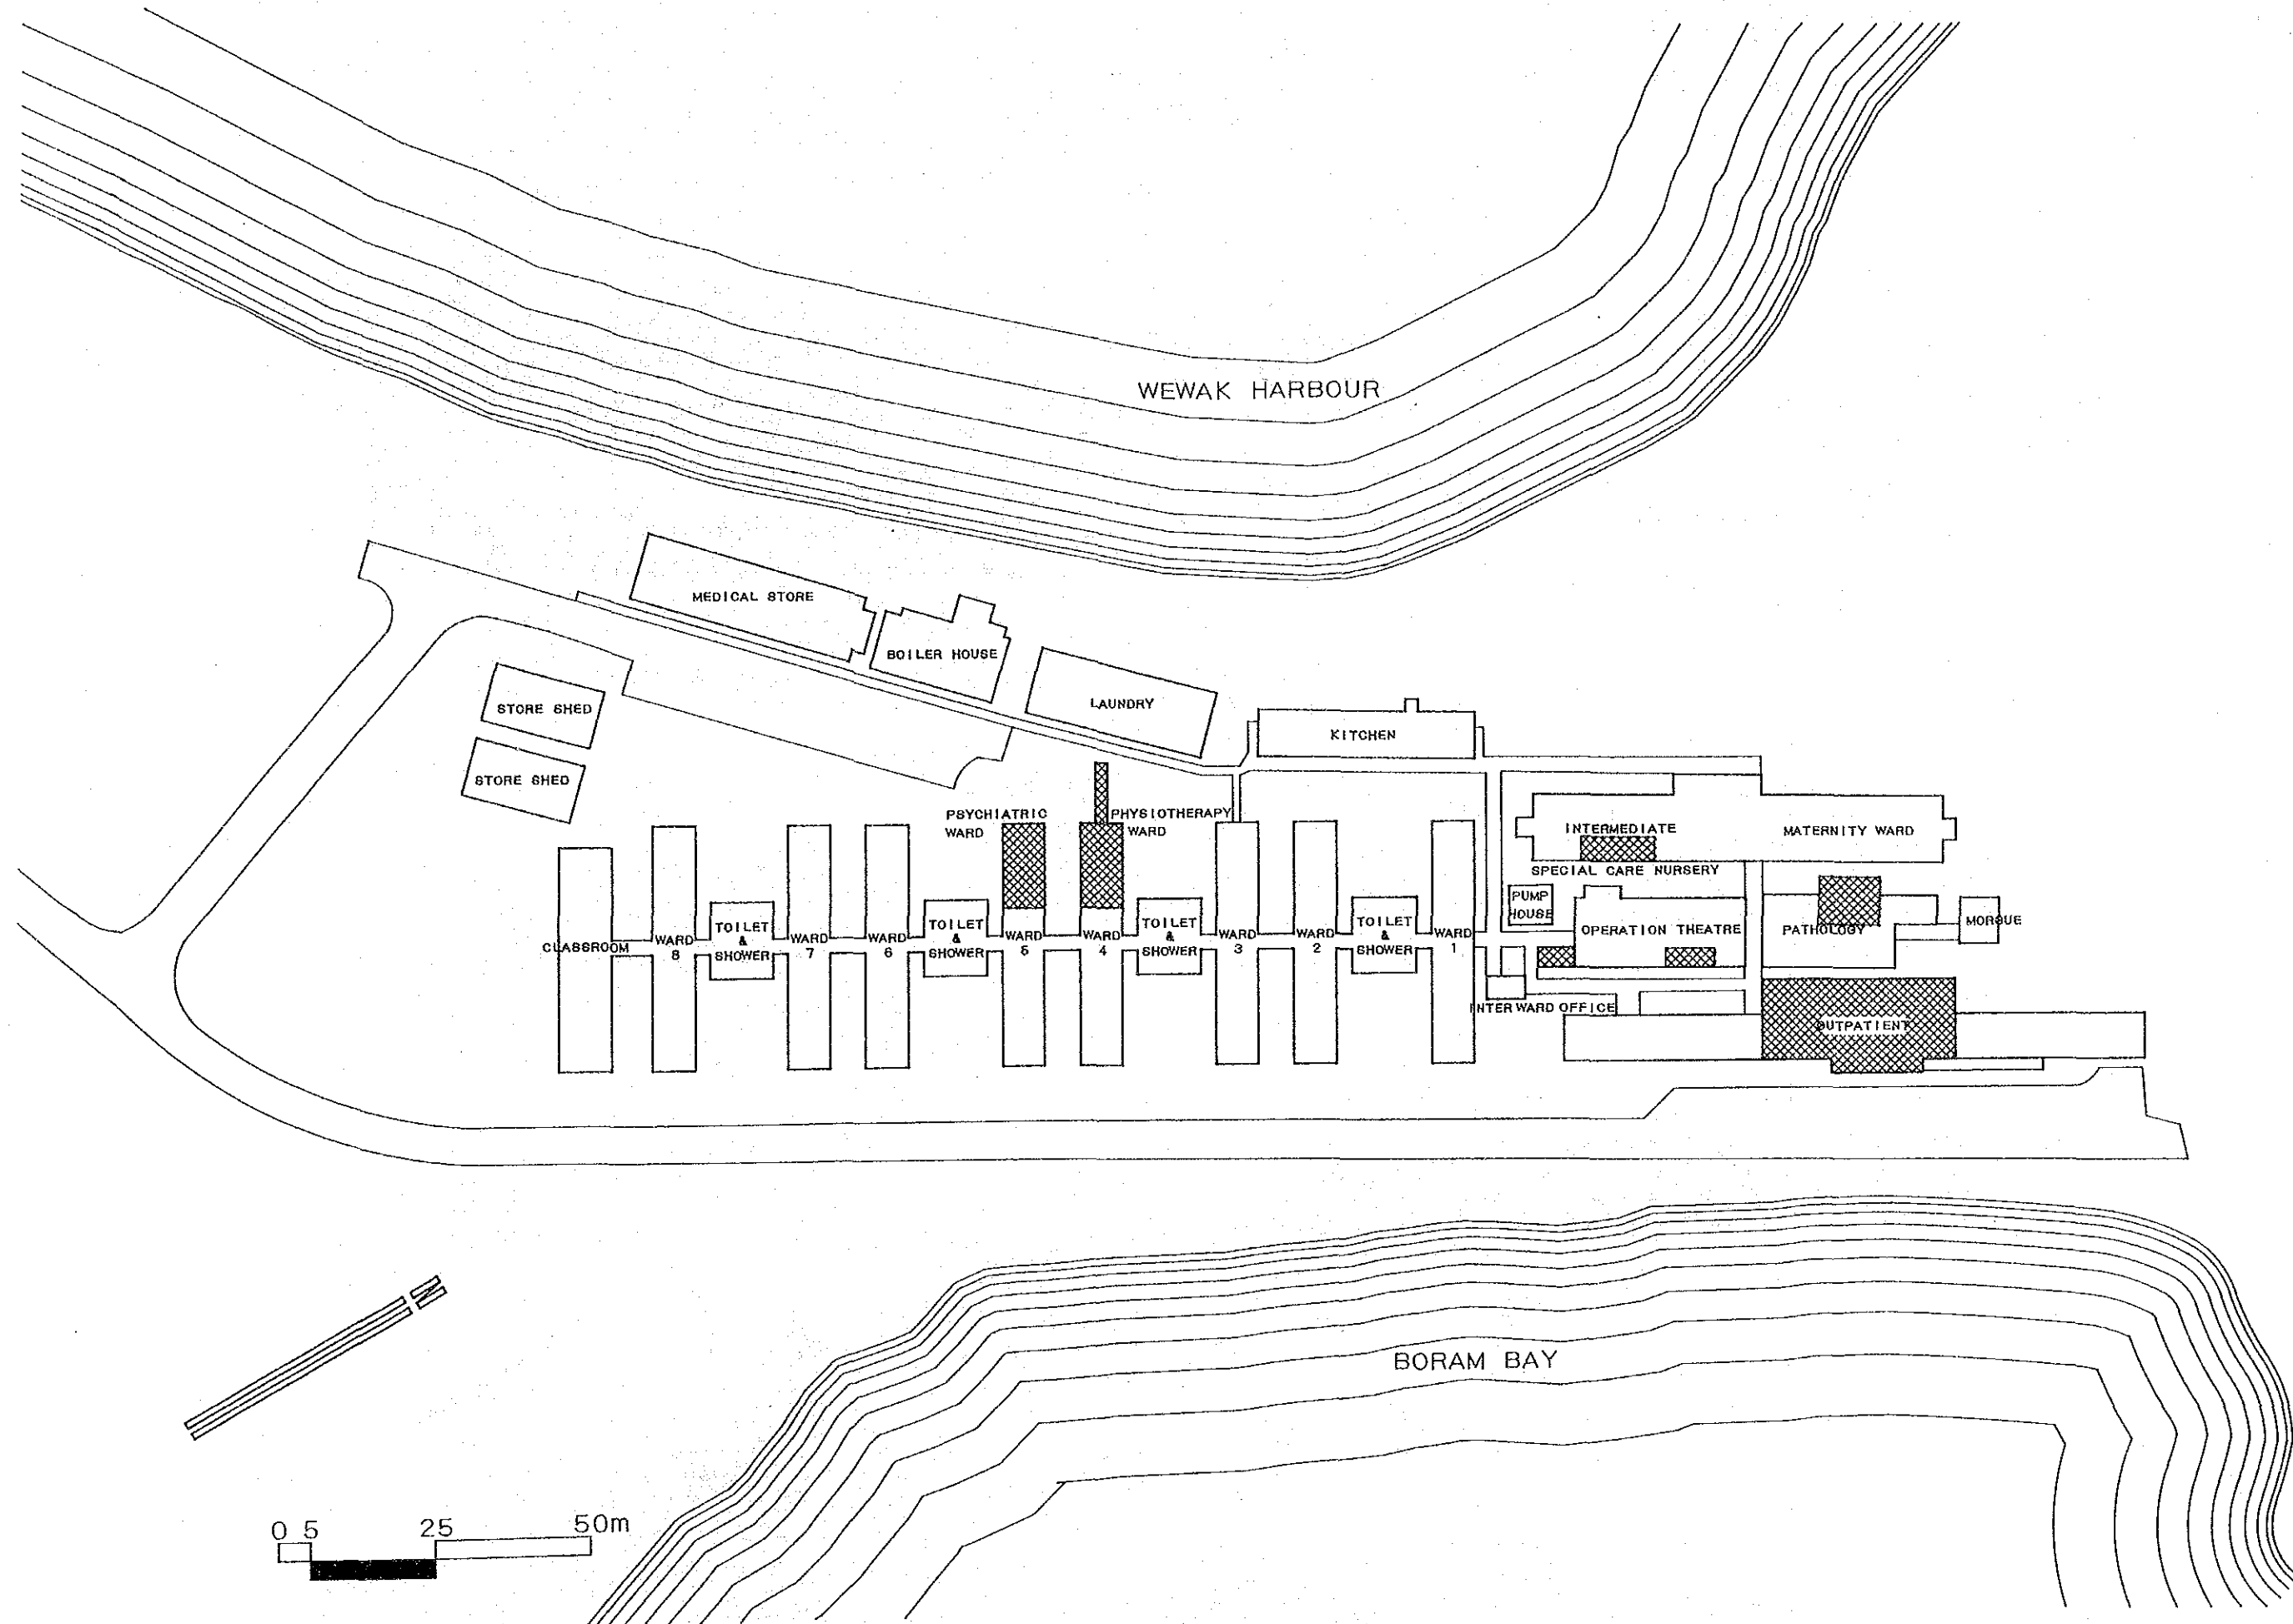 WEWAK HARBOUR
MEDICAL STORE
BOILER HOUSE
STORE SHED
LAUNDRY
KITCHEN
STORE SHED
PSYCHIATRIC
WARD
PHYSIOTHERAPY
WARD
INTERMEDIATE
MATERNITY WARD
SPECIAL CARE NURSERY
PUMP
HOUSE
CLASSROOM
WARD
8
TOILET
&
SHOWER
WARD
7
WARD
6
TOILET
&
SHOWER
WARD
5
WARD
4
TOILET
&
SHOWER
WARD
3
WARD
2
TOILET
&
SHOWER
WARD
1
OPERATION THEATRE
PATHOLOGY
MORGUE
INTER WARD OFFICE
OUTPATIENT
N
BORAM BAY
0 5 25 50m